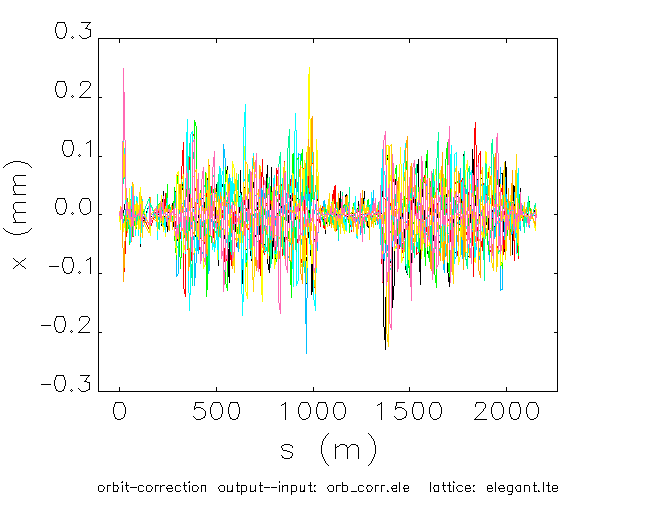 0.3
0.2
0.1
0.0
-0.1
-0.2
-0.3
x (mm)
0 500 1000 1500 2000
s (m)
orbit-correction output--input: orb_corr.ele lattice: elegant.lte